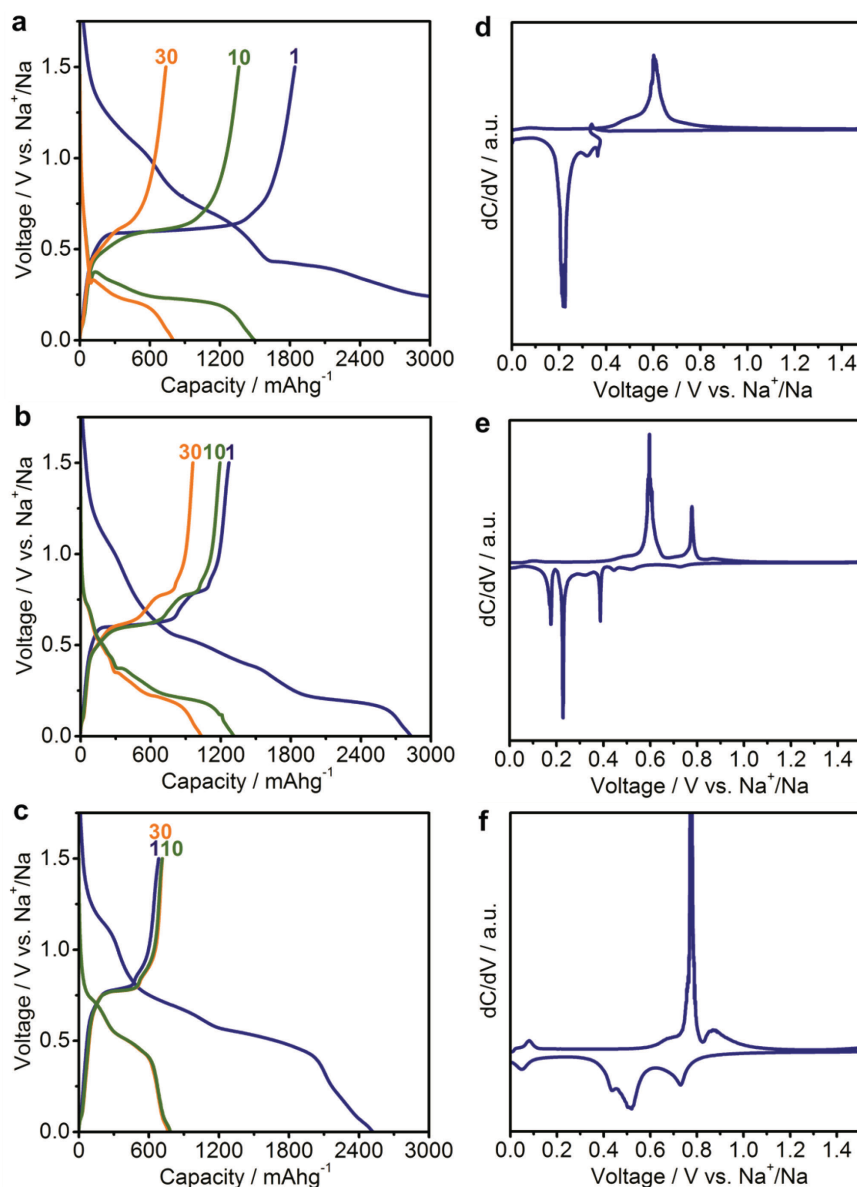 a
30 10 1
1.5
1.0
0.5
0.0
0 600 1200 1800 2400 3000
Voltage / V vs. Na⁺/Na
Capacity / mAhg⁻¹
d
dC/dV / a.u.
0.0 0.2 0.4 0.6 0.8 1.0 1.2 1.4
Voltage / V vs. Na⁺/Na
b
30 10 1
1.5
1.0
0.5
0.0
0 600 1200 1800 2400 3000
Voltage / V vs. Na⁺/Na
Capacity / mAhg⁻¹
e
dC/dV / a.u.
0.0 0.2 0.4 0.6 0.8 1.0 1.2 1.4
Voltage / V vs. Na⁺/Na
c
30
1 10
1.5
1.0
0.5
0.0
0 600 1200 1800 2400 3000
Voltage / V vs. Na⁺/Na
Capacity / mAhg⁻¹
f
dC/dV / a.u.
0.0 0.2 0.4 0.6 0.8 1.0 1.2 1.4
Voltage / V vs. Na⁺/Na